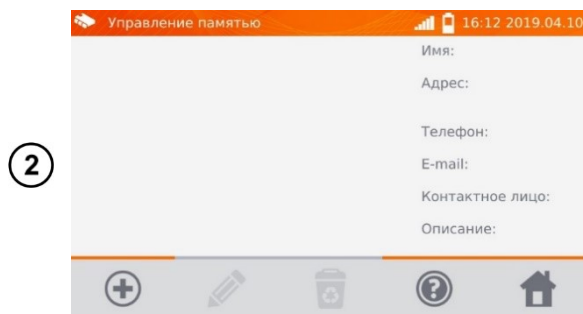 Управление памятью
16:12 2019.04.10
Имя:
Адрес:
Телефон:
E-mail:
Контактное лицо:
Описание:
2